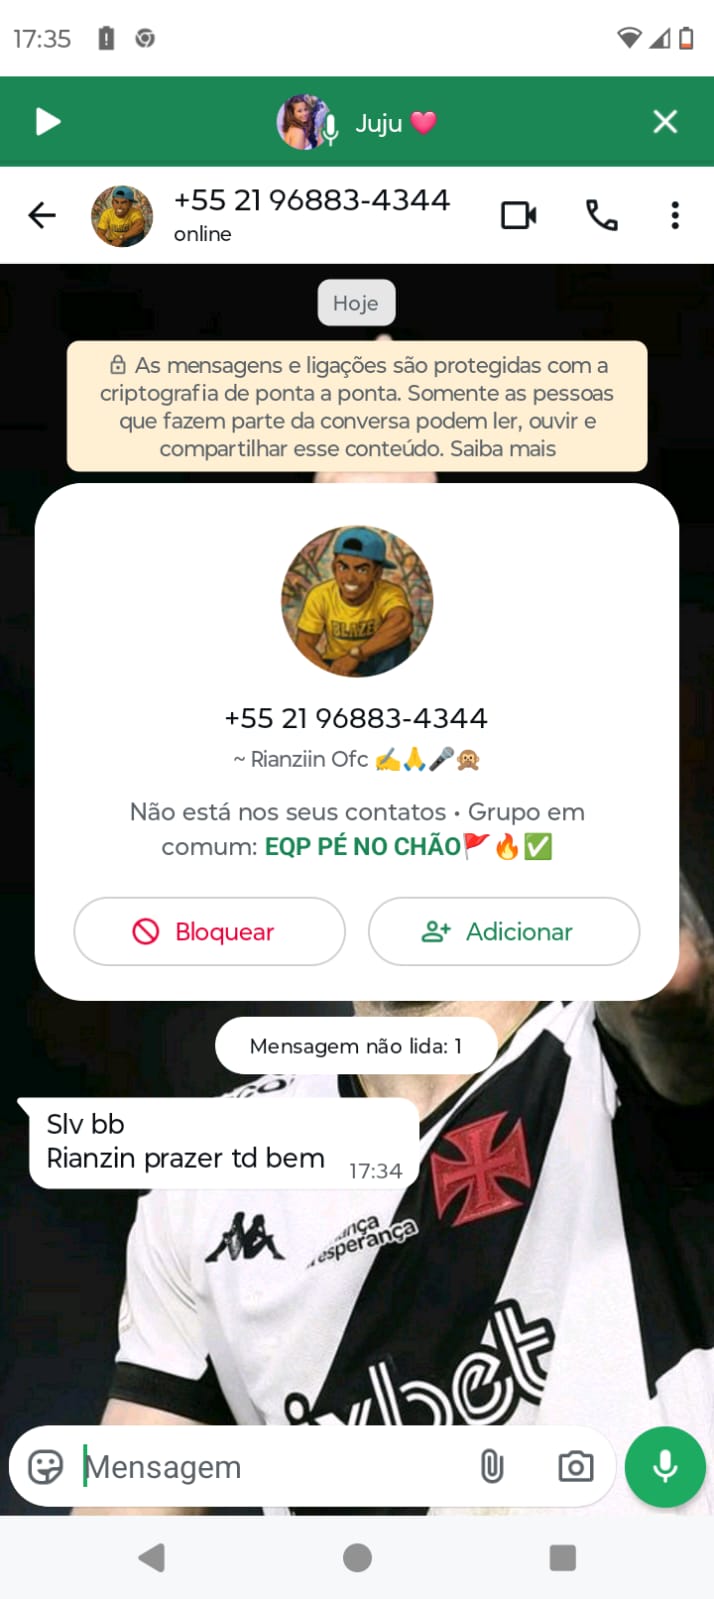 17:35
Juju
+55 21 96883-4344
online
Hoje
As mensagens e ligações são protegidas com a
criptografia de ponta a ponta. Somente as pessoas
que fazem parte da conversa podem ler, ouvir e
compartilhar esse conteúdo. Saiba mais
BLAZE
+55 21 96883-4344
~ Rianziin Ofc ✍️🙏🎤🙊
Não está nos seus contatos • Grupo em
comum: EQP PÉ NO CHÃO🚩🔥✅
Bloquear
Adicionar
Mensagem não lida: 1
Slv bb
Rianzin prazer td bem
17:34
esperança
Mensagem